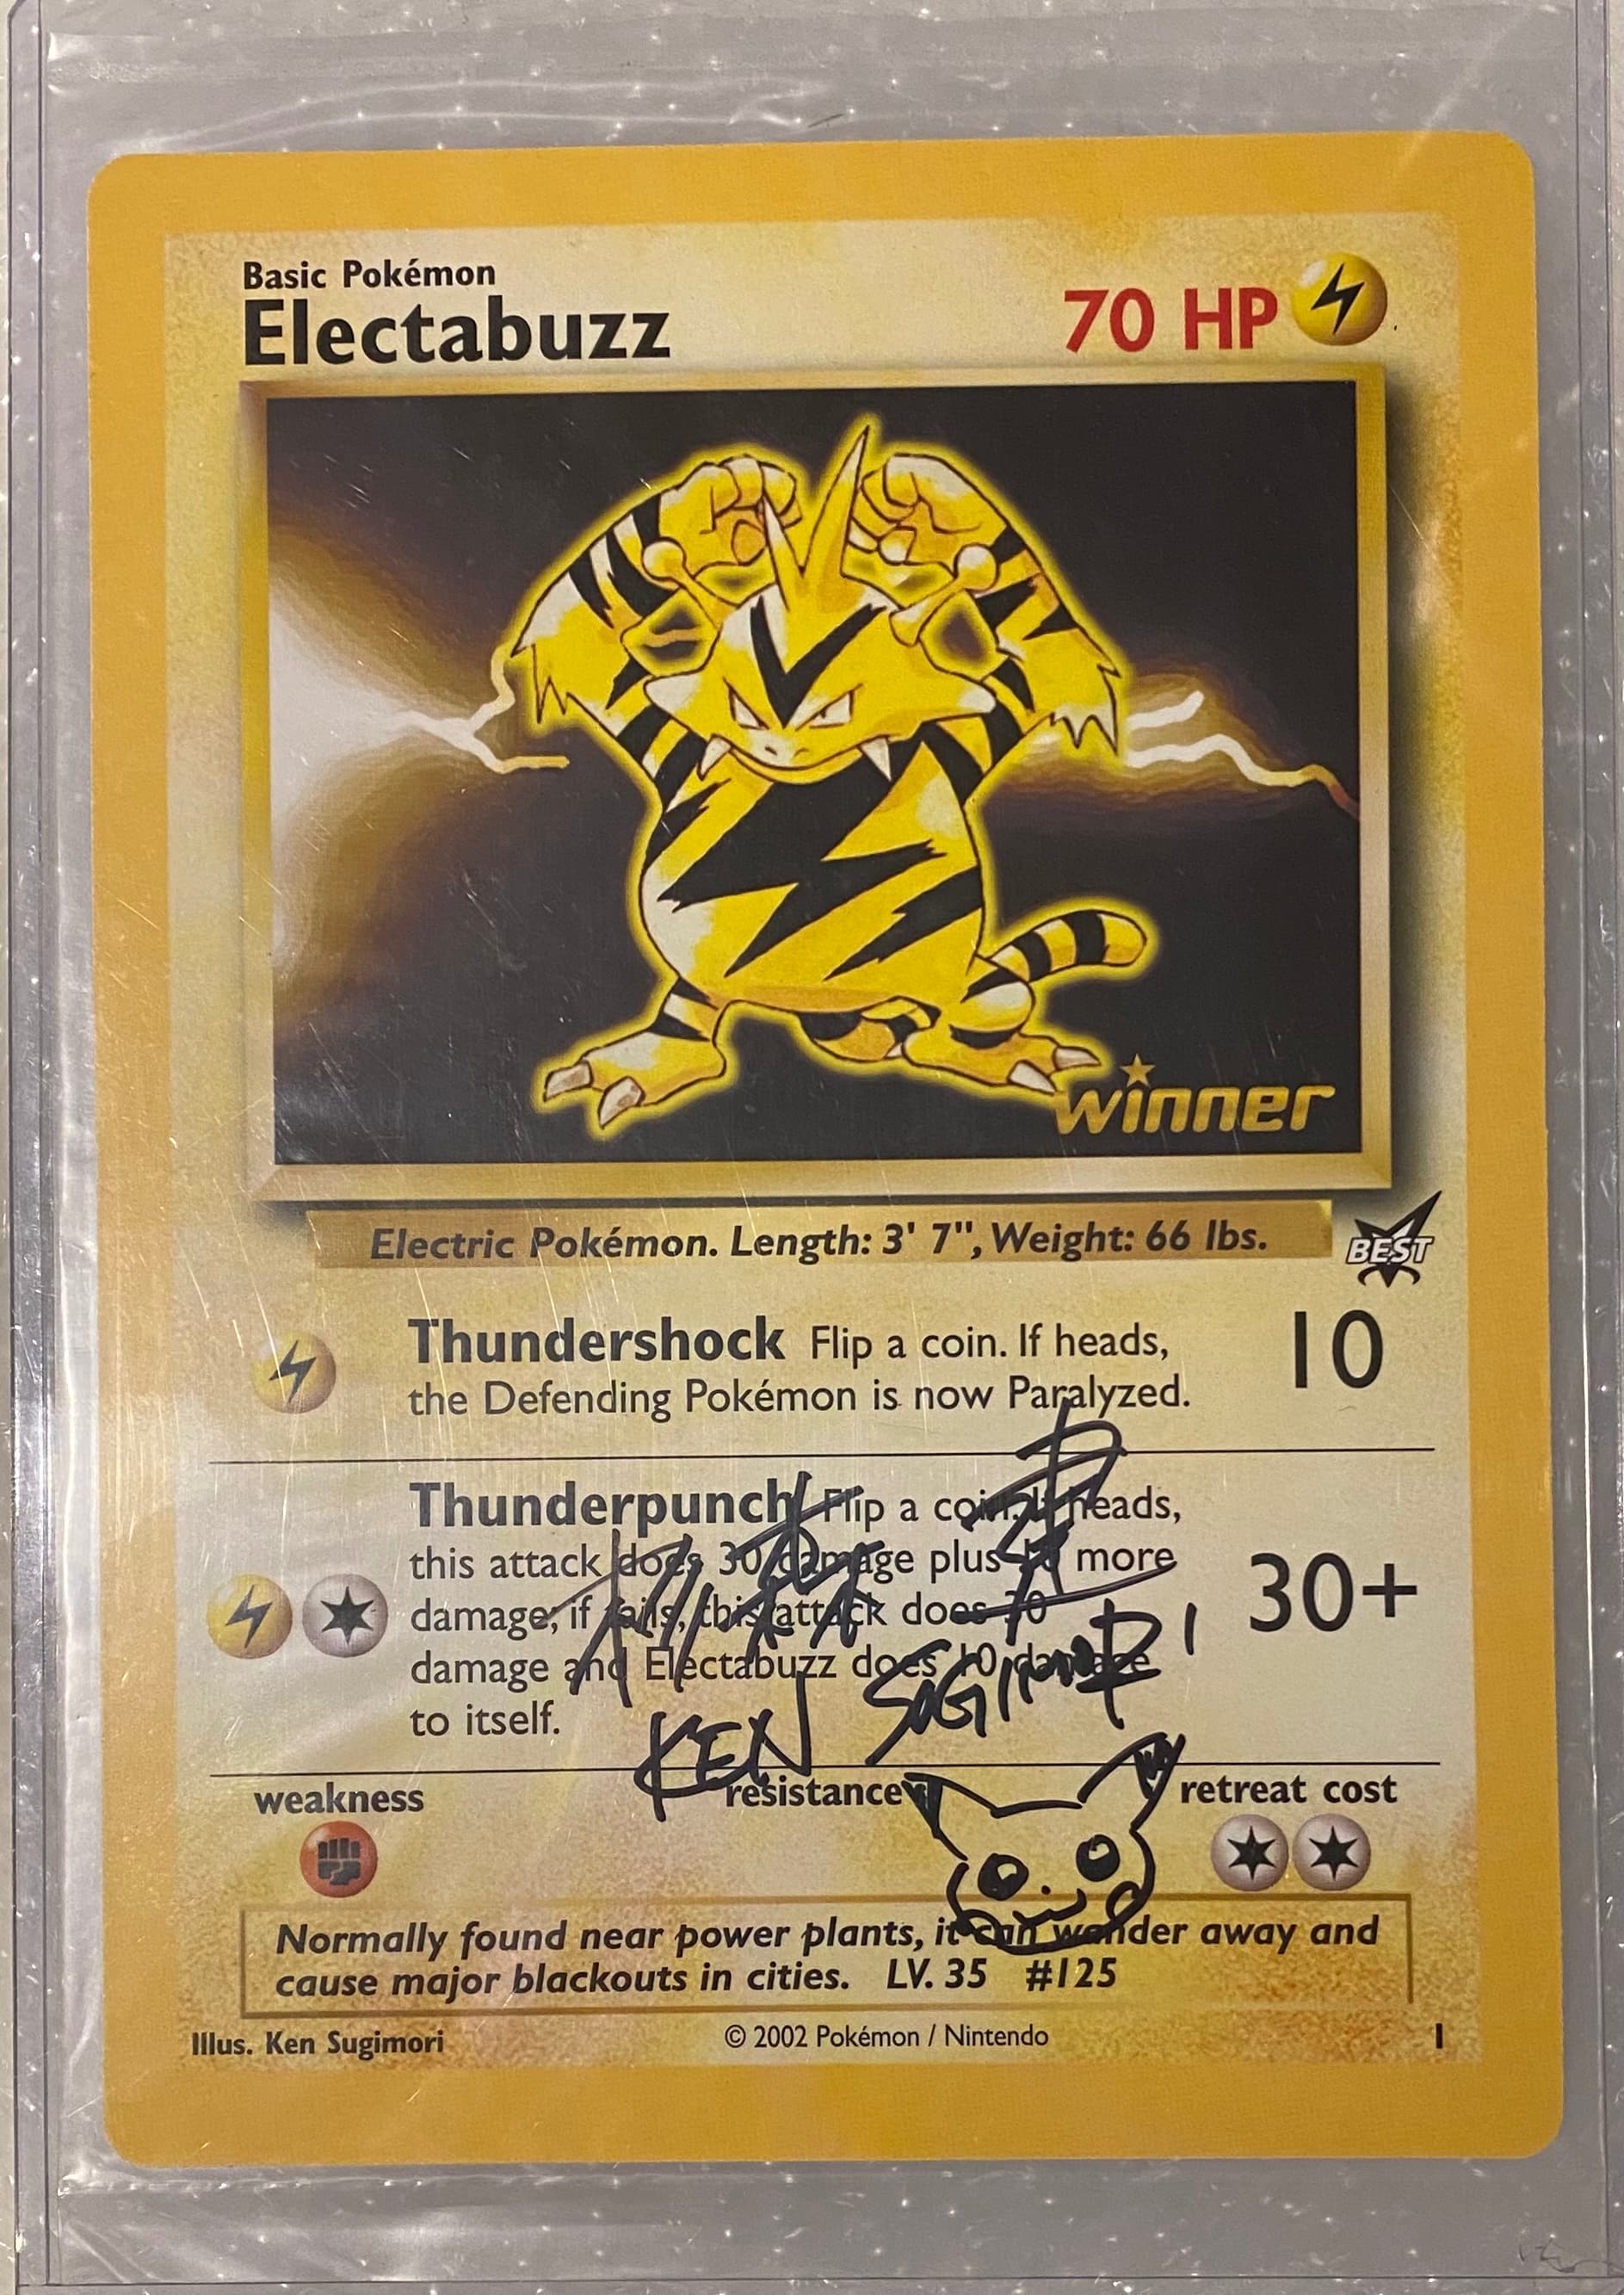 Basic Pokémon
Electabuzz
70 HP
winner
Electric Pokémon. Length: 3' 7", Weight: 66 lbs.
BEST
Thundershock Flip a coin. If heads,
the Defending Pokémon is now Paralyzed.
10
Thunderpunch Flip a coin. If heads,
this attack does 30 damage plus 10 more
damage; if tails, this attack does 30
damage and Electabuzz does 10 damage
to itself.
30+
KEN SUGIMORI
weakness
resistance
retreat cost
Normally found near power plants, it can wander away and
cause major blackouts in cities. LV. 35 #125
Illus. Ken Sugimori
© 2002 Pokémon / Nintendo
1